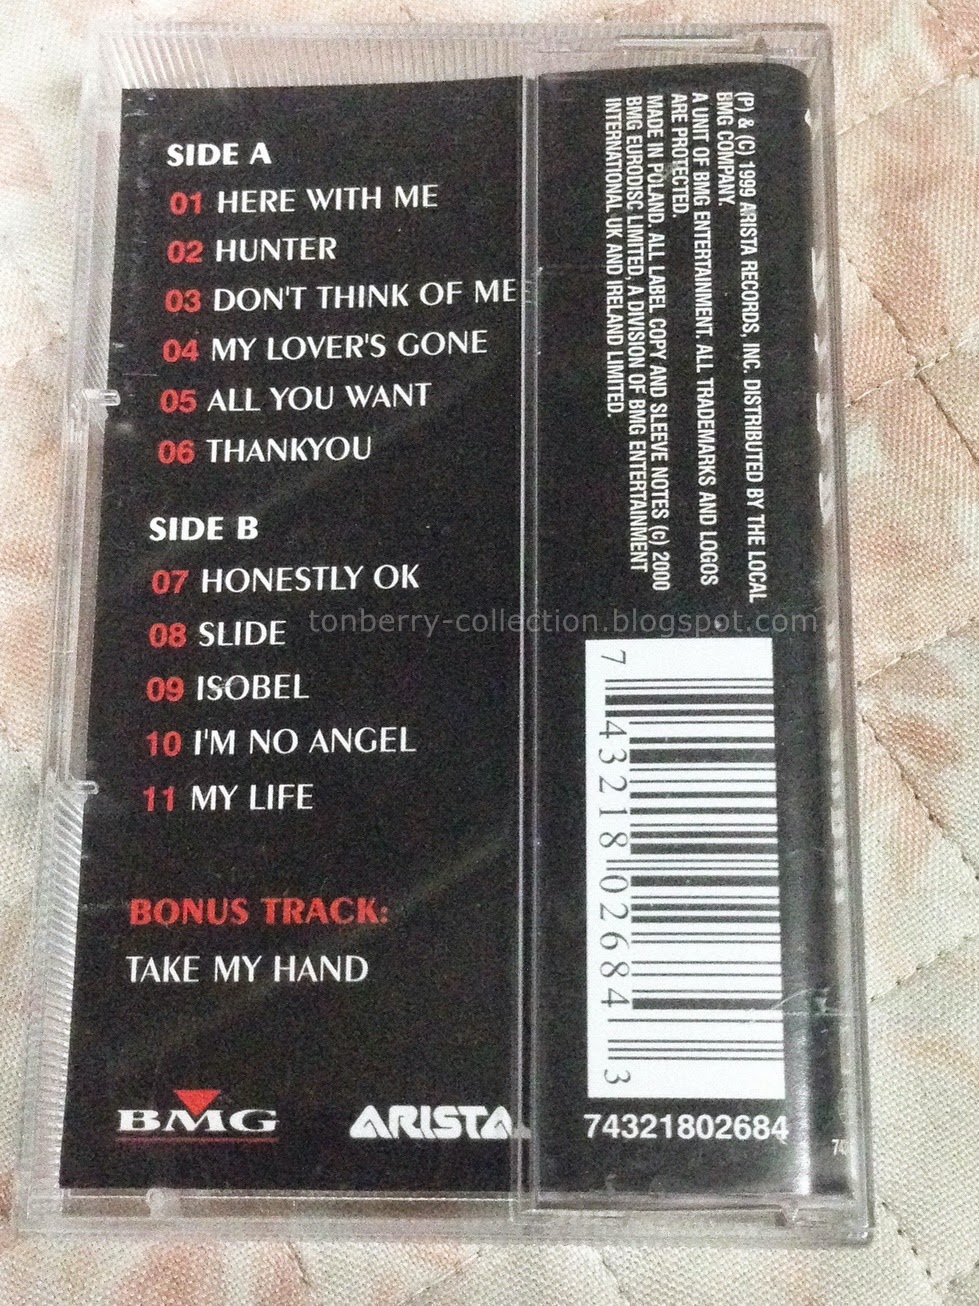 SIDE A
01 HERE WITH ME
02 HUNTER
03 DON'T THINK OF ME
04 MY LOVER'S GONE
05 ALL YOU WANT
06 THANKYOU
SIDE B
07 HONESTLY OK
08 SLIDE
09 ISOBEL
10 I'M NO ANGEL
11 MY LIFE
BONUS TRACK:
TAKE MY HAND
BMG
ARISTA
(P) & (C) 1999 ARISTA RECORDS, INC. DISTRIBUTED BY THE LOCAL
BMG COMPANY.
A UNIT OF BMG ENTERTAINMENT. ALL TRADEMARKS AND LOGOS
ARE PROTECTED.
MADE IN POLAND. ALL LABEL COPY AND SLEEVE NOTES (c) 2000
BMG EURODISC LIMITED, A DIVISION OF BMG ENTERTAINMENT
INTERNATIONAL UK AND IRELAND LIMITED.
tonberry-collection.blogspot.com
7 43218 02684 3
74321802684